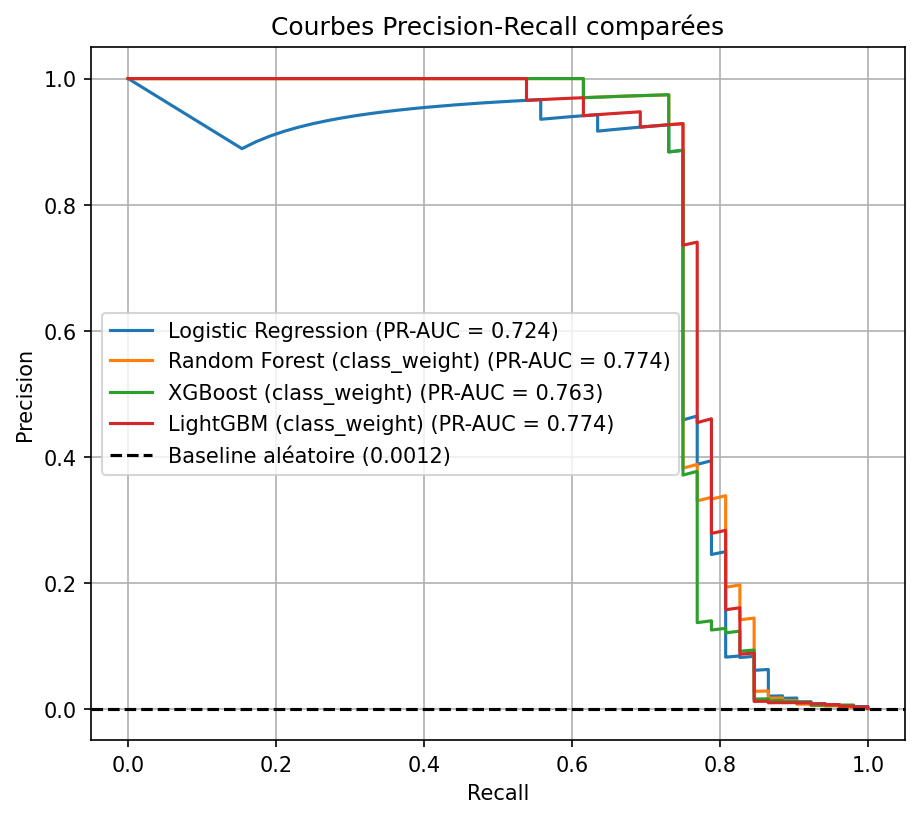 Courbes Precision-Recall comparées
Precision
1.0
0.8
0.6
0.4
0.2
0.0
Logistic Regression (PR-AUC = 0.724)
Random Forest (class_weight) (PR-AUC = 0.774)
XGBoost (class_weight) (PR-AUC = 0.763)
LightGBM (class_weight) (PR-AUC = 0.774)
Baseline aléatoire (0.0012)
0.0 0.2 0.4 0.6 0.8 1.0
Recall